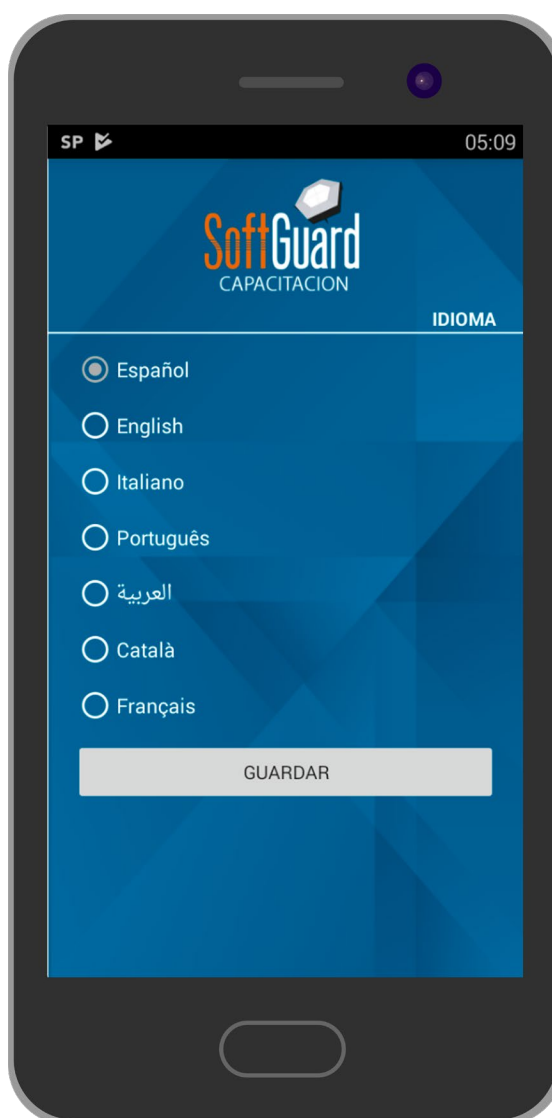 SP 05:09
SoftGuard
CAPACITACION
IDIOMA
Español
English
Italiano
Português
العربية
Català
Français
GUARDAR